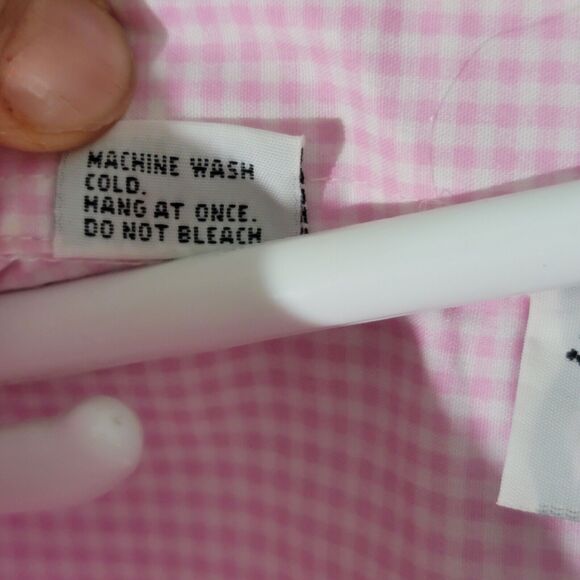 MACHINE WASH
COLD.
HANG AT ONCE.
DO NOT BLEACH